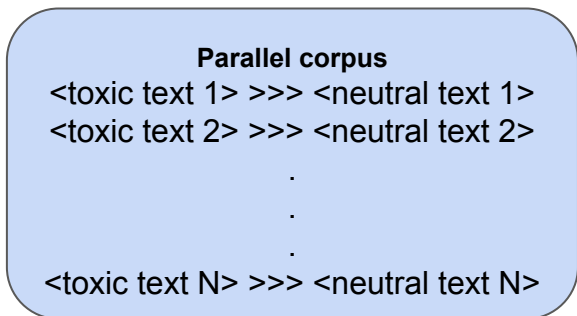 Parallel corpus
<toxic text 1> >>> <neutral text 1>
<toxic text 2> >>> <neutral text 2>
.
.
.
<toxic text N> >>> <neutral text N>